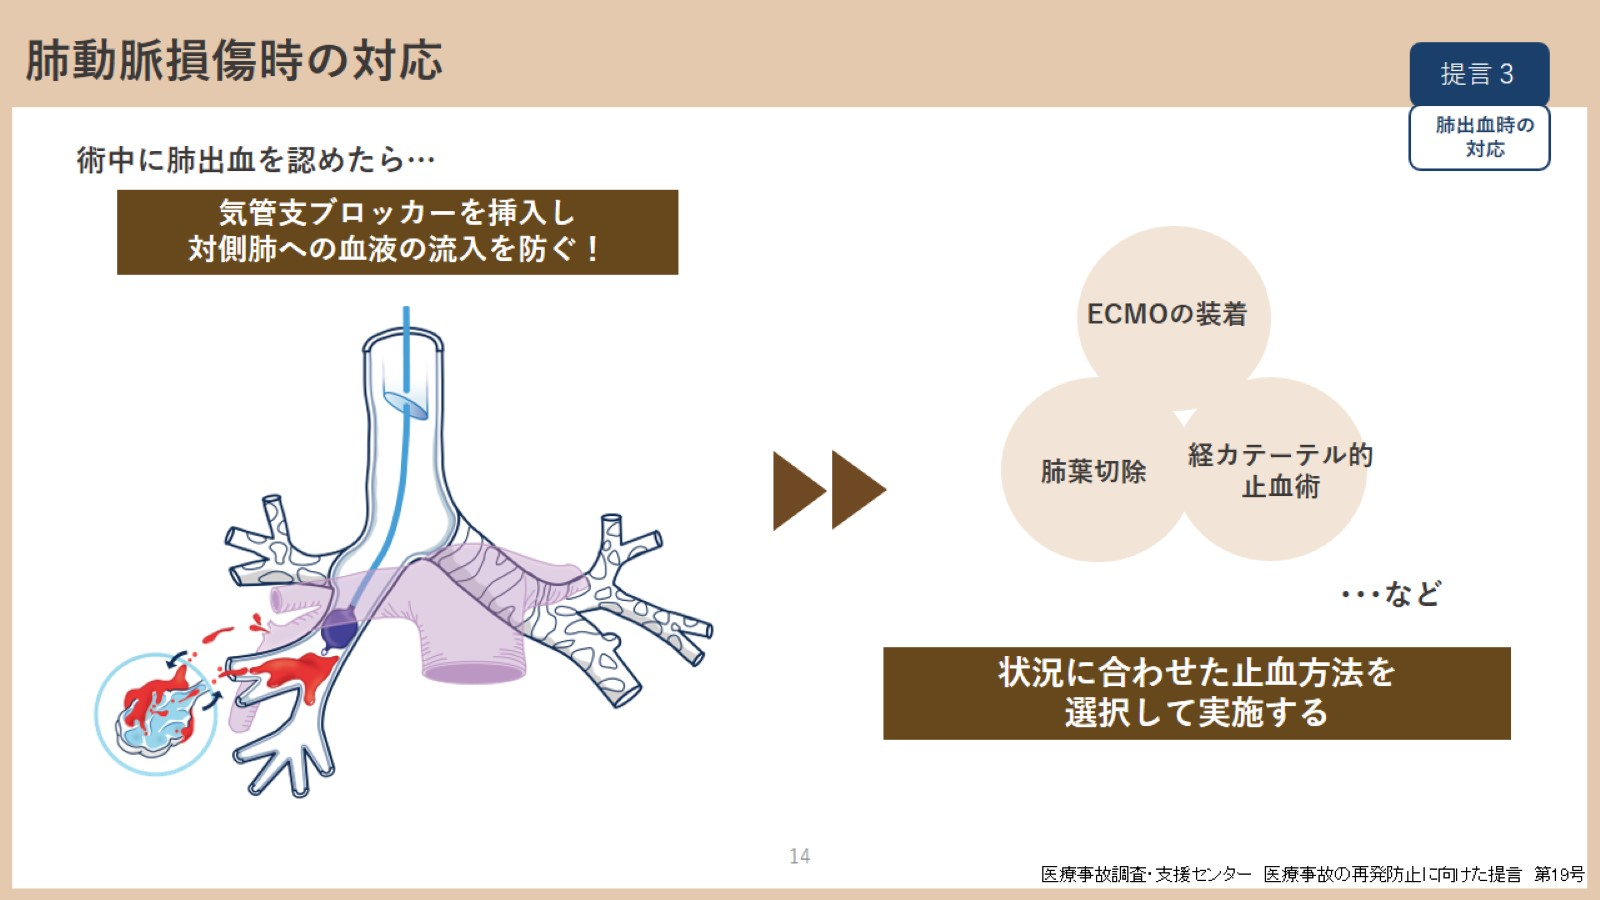 肺動脈損傷時の対応
提言３
肺出血時の
対応
術中に肺出血を認めたら…
気管支ブロッカーを挿入し
対側肺への血液の流入を防ぐ！
ECMOの装着
肺葉切除
経カテーテル的
止血術
…など
状況に合わせた止血方法を
選択して実施する
14
医療事故調査・支援センター　医療事故の再発防止に向けた提言　第19号